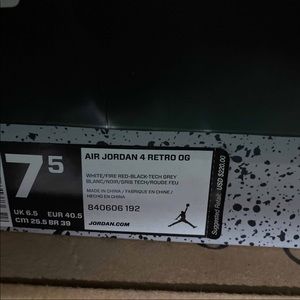 7 5
UK 6.5 EUR 40.5
CM 25.5 BR 39
AIR JORDAN 4 RETRO OG
WHITE/FIRE RED-BLACK-TECH GREY
BLANC/NOIR/GRIS TECH/ROUGE FEU
MADE IN CHINA / FABRIQUE EN CHINE /
HECHO EN CHINA
840606 192
JORDAN.COM
Suggested Retail: USD $220.00